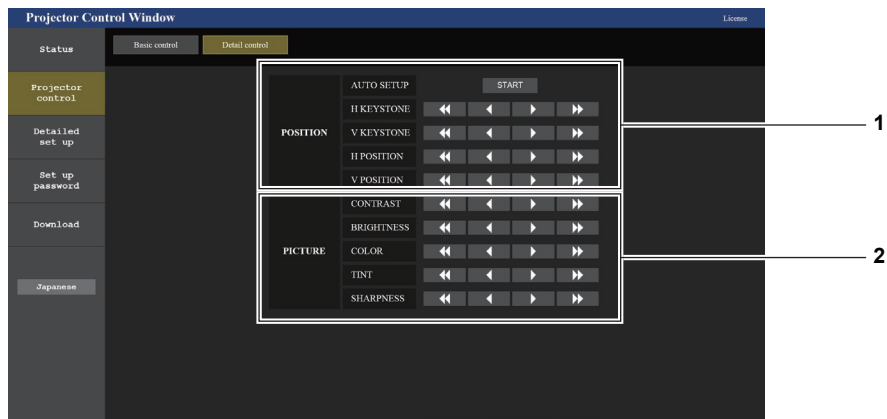 Projector Control Window
License
Status
Basic control
Detail control
Projector
control
Detailed
set up
Set up
password
Download
Japanese
POSITION
AUTO SETUP
START
H KEYSTONE
V KEYSTONE
H POSITION
V POSITION
PICTURE
CONTRAST
BRIGHTNESS
COLOR
TINT
SHARPNESS
1
2